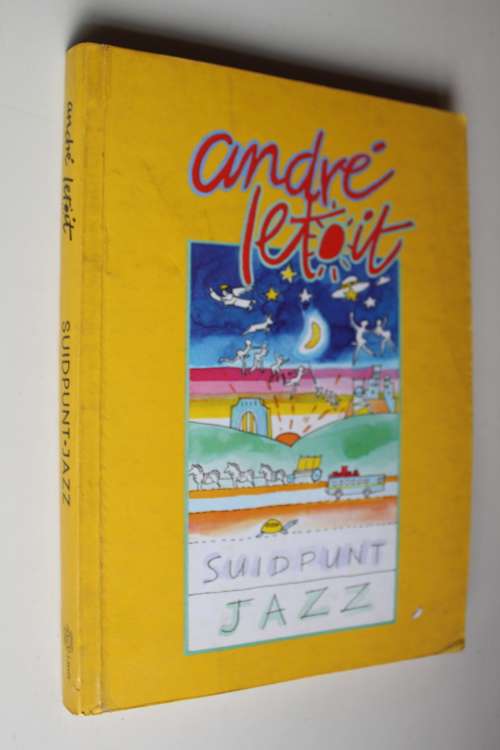 andré
letoit
SUIDPUNT
JAZZ
andré letoit
SUIDPUNT-JAZZ